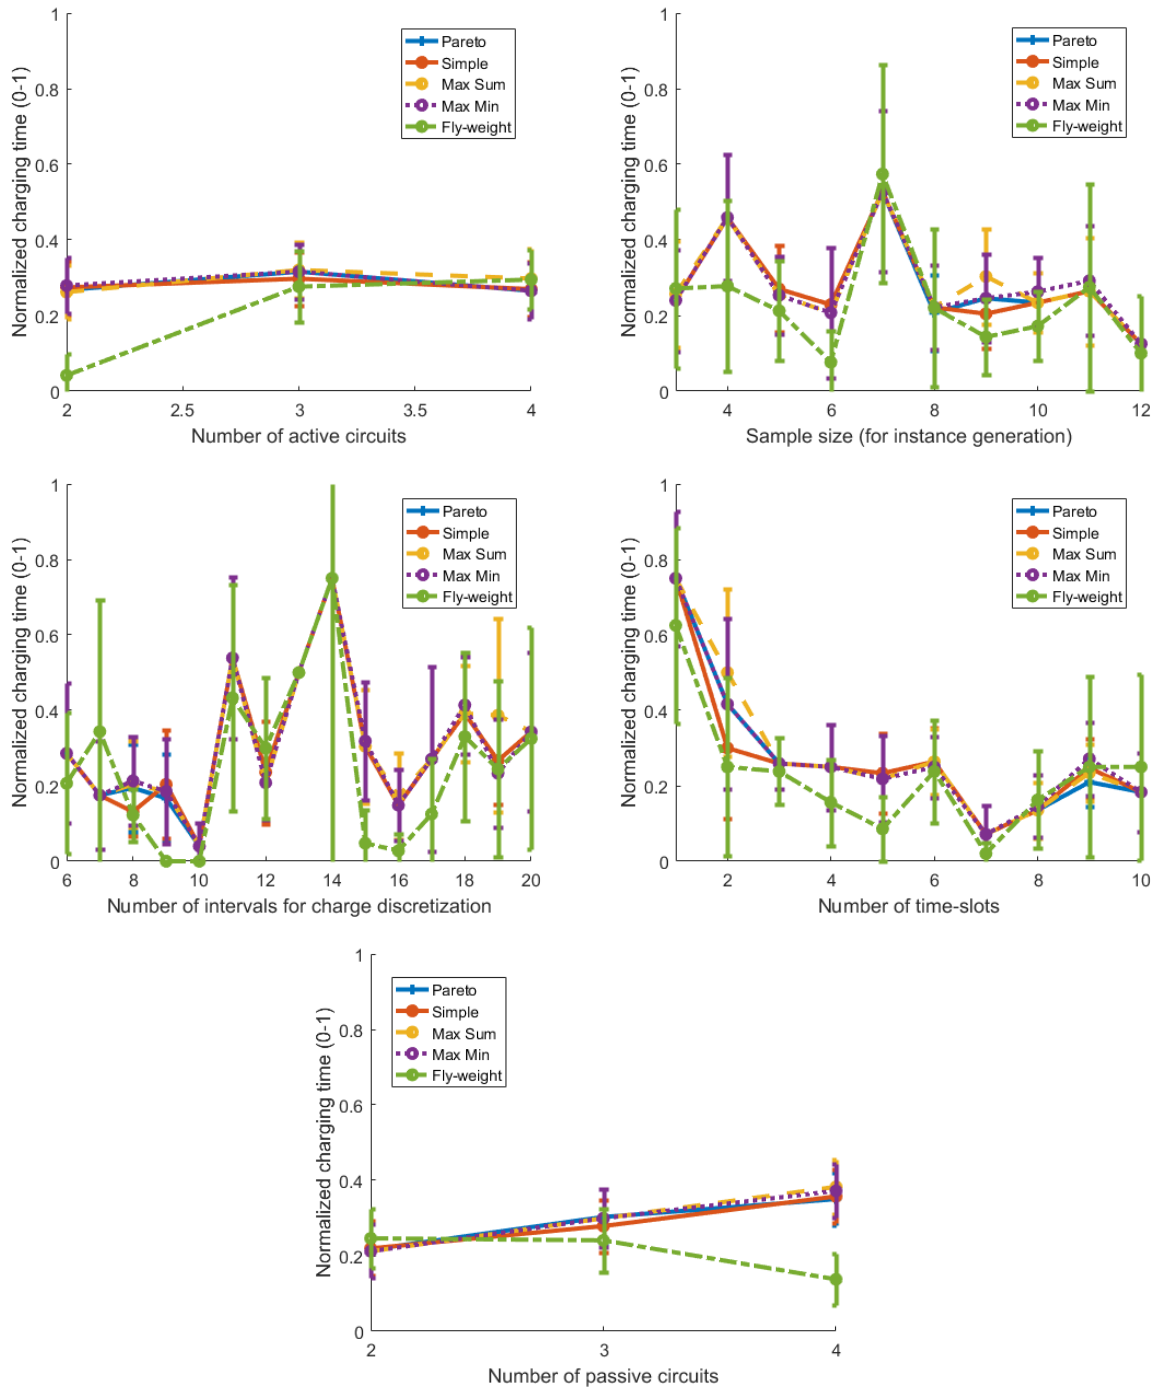 1
0.8
0.6
0.4
0.2
0
Normalized charging time (0-1)
Pareto
Simple
Max Sum
Max Min
Fly-weight
2
2.5
3
3.5
4
Number of active circuits
1
0.8
0.6
0.4
0.2
0
Normalized charging time (0-1)
Pareto
Simple
Max Sum
Max Min
Fly-weight
4
6
8
10
12
Sample size (for instance generation)
1
0.8
0.6
0.4
0.2
0
Normalized charging time (0-1)
Pareto
Simple
Max Sum
Max Min
Fly-weight
6
8
10
12
14
16
18
20
Number of intervals for charge discretization
1
0.8
0.6
0.4
0.2
0
Normalized charging time (0-1)
Pareto
Simple
Max Sum
Max Min
Fly-weight
2
4
6
8
10
Number of time-slots
1
0.8
0.6
0.4
0.2
0
Normalized charging time (0-1)
Pareto
Simple
Max Sum
Max Min
Fly-weight
2
3
4
Number of passive circuits